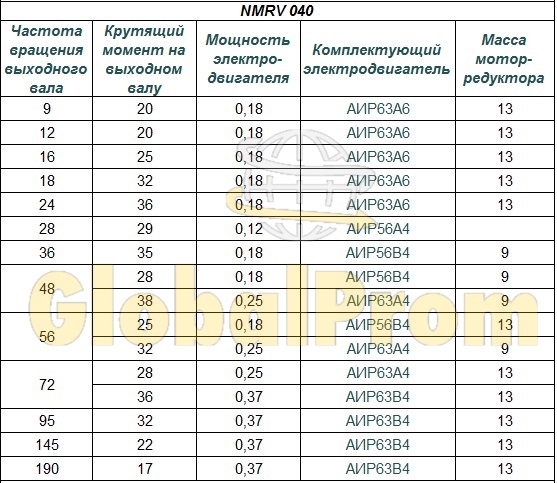 NMRV 040
Частота вращения выходного вала | Крутящий момент на выходном валу | Мощность электро-двигателя | Комплектующий электродвигатель | Масса мотор-редуктора
9 20 0,18 АИР63А6 13
12 20 0,18 АИР63А6 13
16 25 0,18 АИР63А6 13
18 32 0,18 АИР63А6 13
24 36 0,18 АИР63А6 13
28 29 0,12 АИР56А4
36 35 0,18 АИР56В4 9
48 28 0,18 АИР56В4 9
38 0,25 АИР63А4 9
56 25 0,18 АИР56В4 13
32 0,25 АИР63А4 9
72 28 0,25 АИР63А4 13
36 0,37 АИР63В4 13
95 32 0,37 АИР63В4 13
145 22 0,37 АИР63В4 13
190 17 0,37 АИР63В4 13
GlobalProm